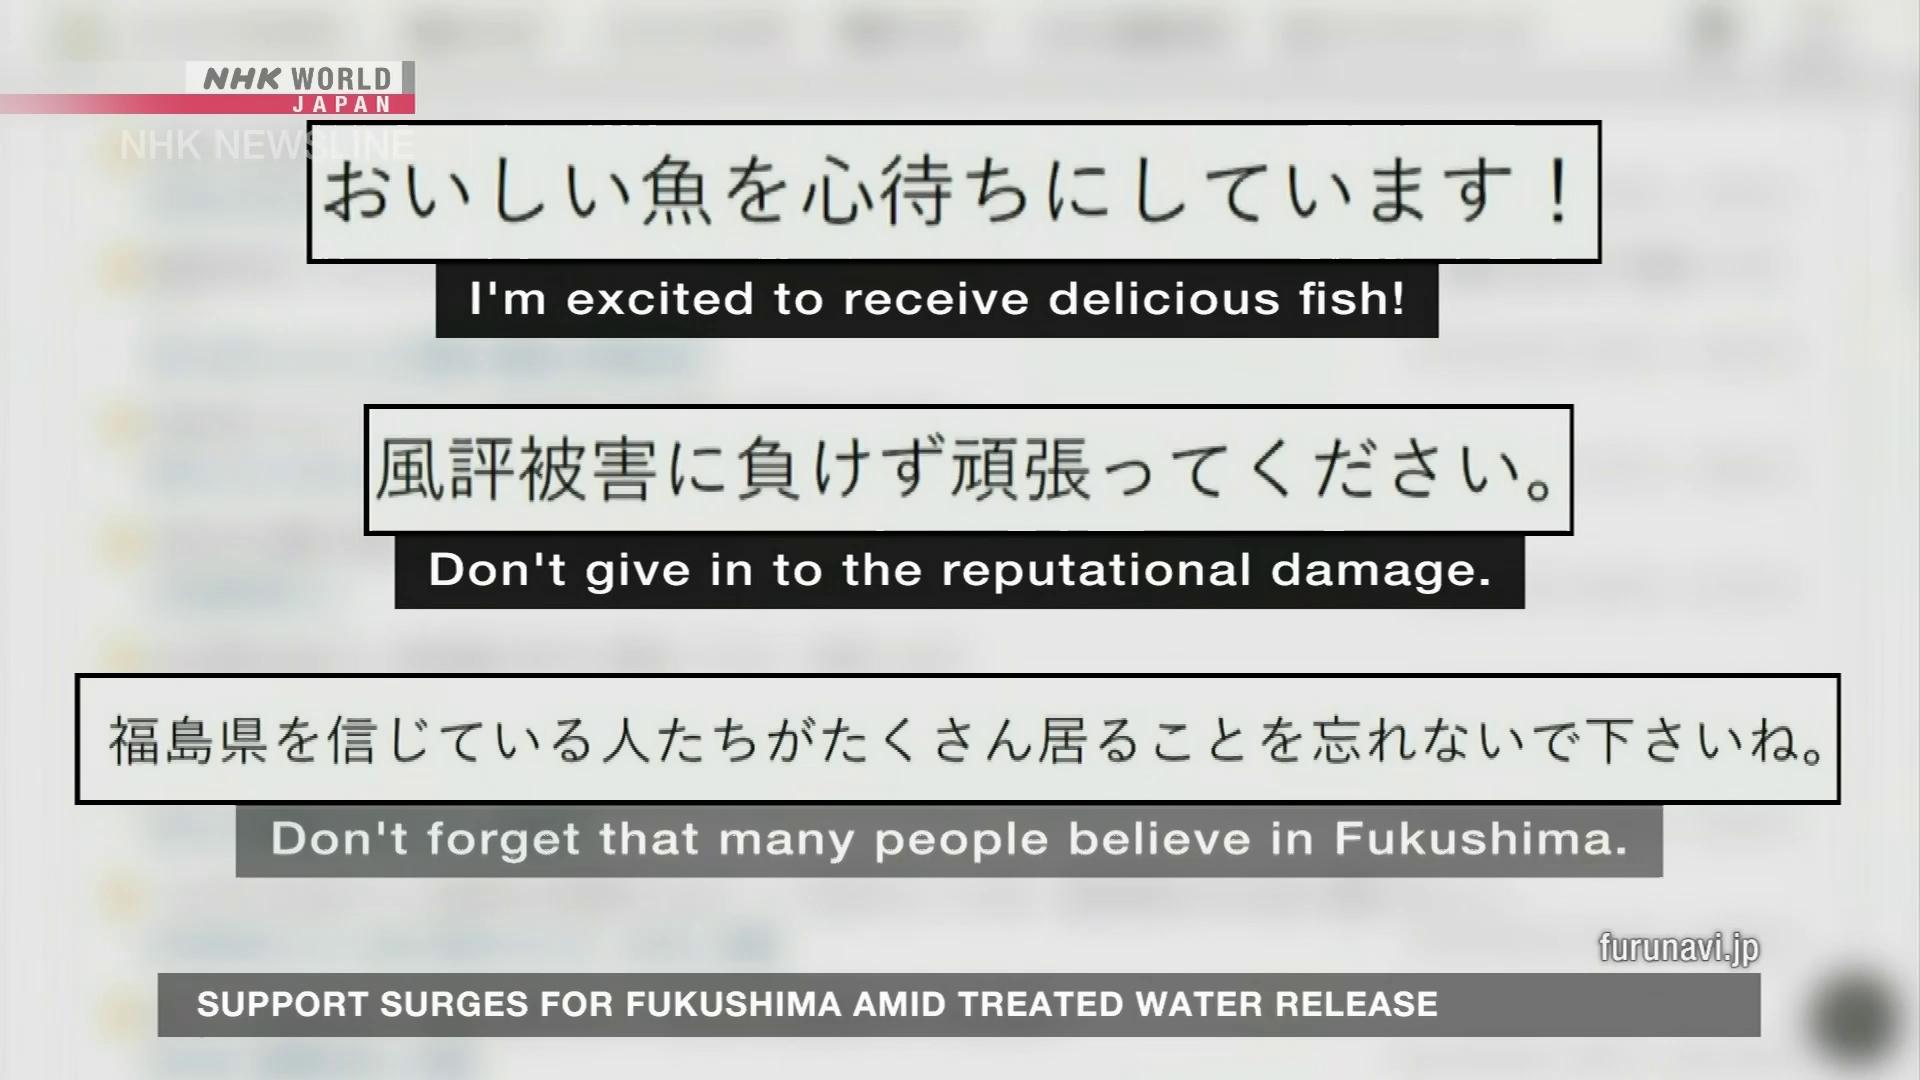 NHK WORLD
JAPAN
NHK NEWSLINE
おいしい魚を心待ちにしています！
I'm excited to receive delicious fish!
風評被害に負けず頑張ってください。
Don't give in to the reputational damage.
福島県を信じている人たちがたくさん居ることを忘れないで下さいね。
Don't forget that many people believe in Fukushima.
furunavi.jp
SUPPORT SURGES FOR FUKUSHIMA AMID TREATED WATER RELEASE